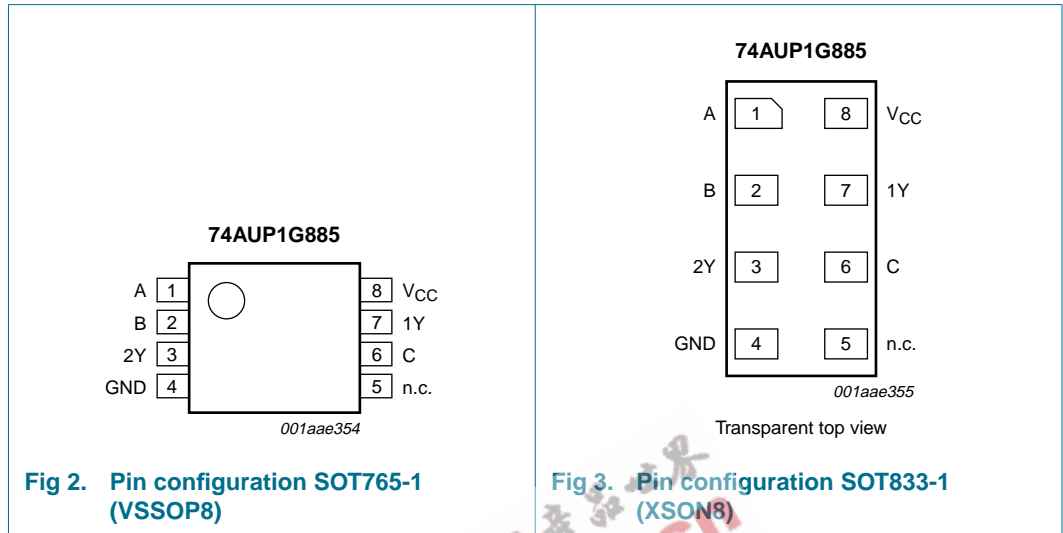 74AUP1G885
A 1 8 VCC
B 2 7 1Y
2Y 3 6 C
GND 4 5 n.c.
001aae354
Fig 2. Pin configuration SOT765-1
(VSSOP8)
74AUP1G885
A 1 8 VCC
B 2 7 1Y
2Y 3 6 C
GND 4 5 n.c.
001aae355
Transparent top view
Fig 3. Pin configuration SOT833-1
(XSON8)